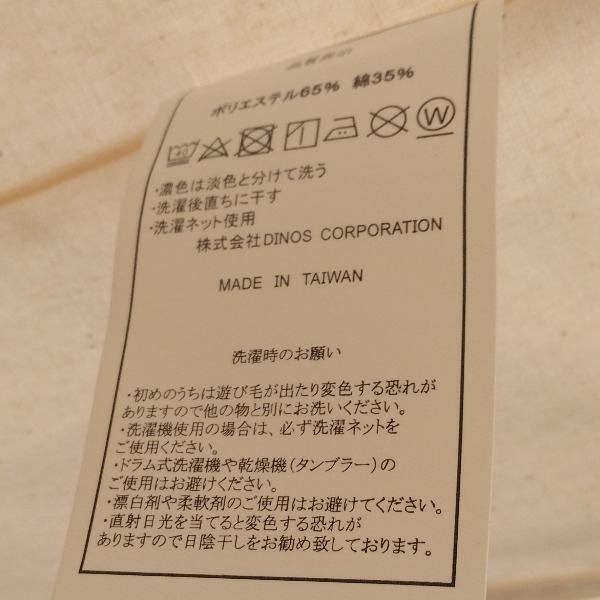 品質表示
ポリエステル65% 綿35%
40 W
・濃色は淡色と分けて洗う
・洗濯後直ちに干す
・洗濯ネット使用
株式会社DINOS CORPORATION
MADE IN TAIWAN
洗濯時のお願い
・初めのうちは遊び毛が出たり変色する恐れが
ありますので他の物と別にお洗いください。
・洗濯機使用の場合は、必ず洗濯ネットを
ご使用ください。
・ドラム式洗濯機や乾燥機(タンブラー)の
ご使用はお避けください。
・漂白剤や柔軟剤のご使用はお避けてください。
・直射日光を当てると変色する恐れが
ありますので日陰干しをお勧め致しております。